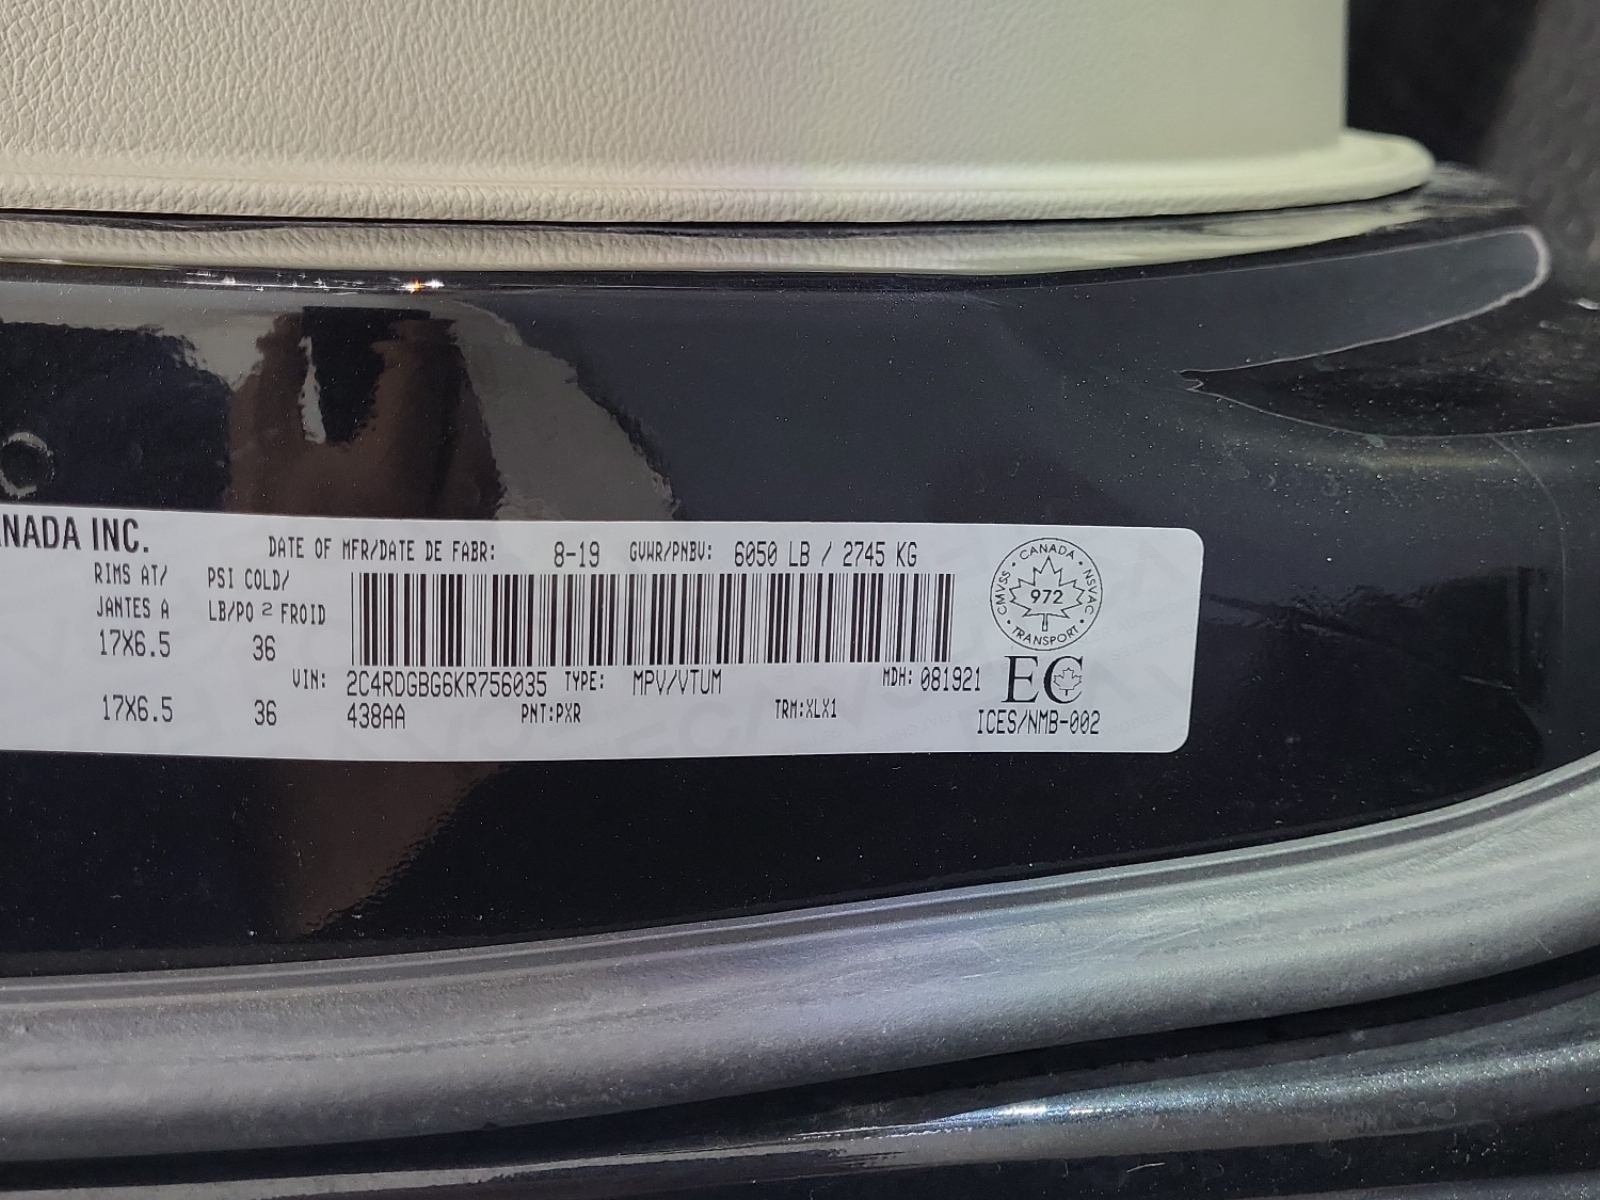 ANADA INC.
DATE OF MFR/DATE DE FABR: 8-19 GVWR/PNBV: 6050 LB / 2745 KG
RIMS AT/ PSI COLD/
JANTES A LB/PO 2 FROID
17X6.5 36
VIN: 2C4RDGBG6KR756035 TYPE: MPV/VTUM MDH: 081921
17X6.5 36 438AA PNT:PXR TRM:XLX1
CANADA
CMVSS · NSVAC
972
TRANSPORT
EC
ICES/NMB-002